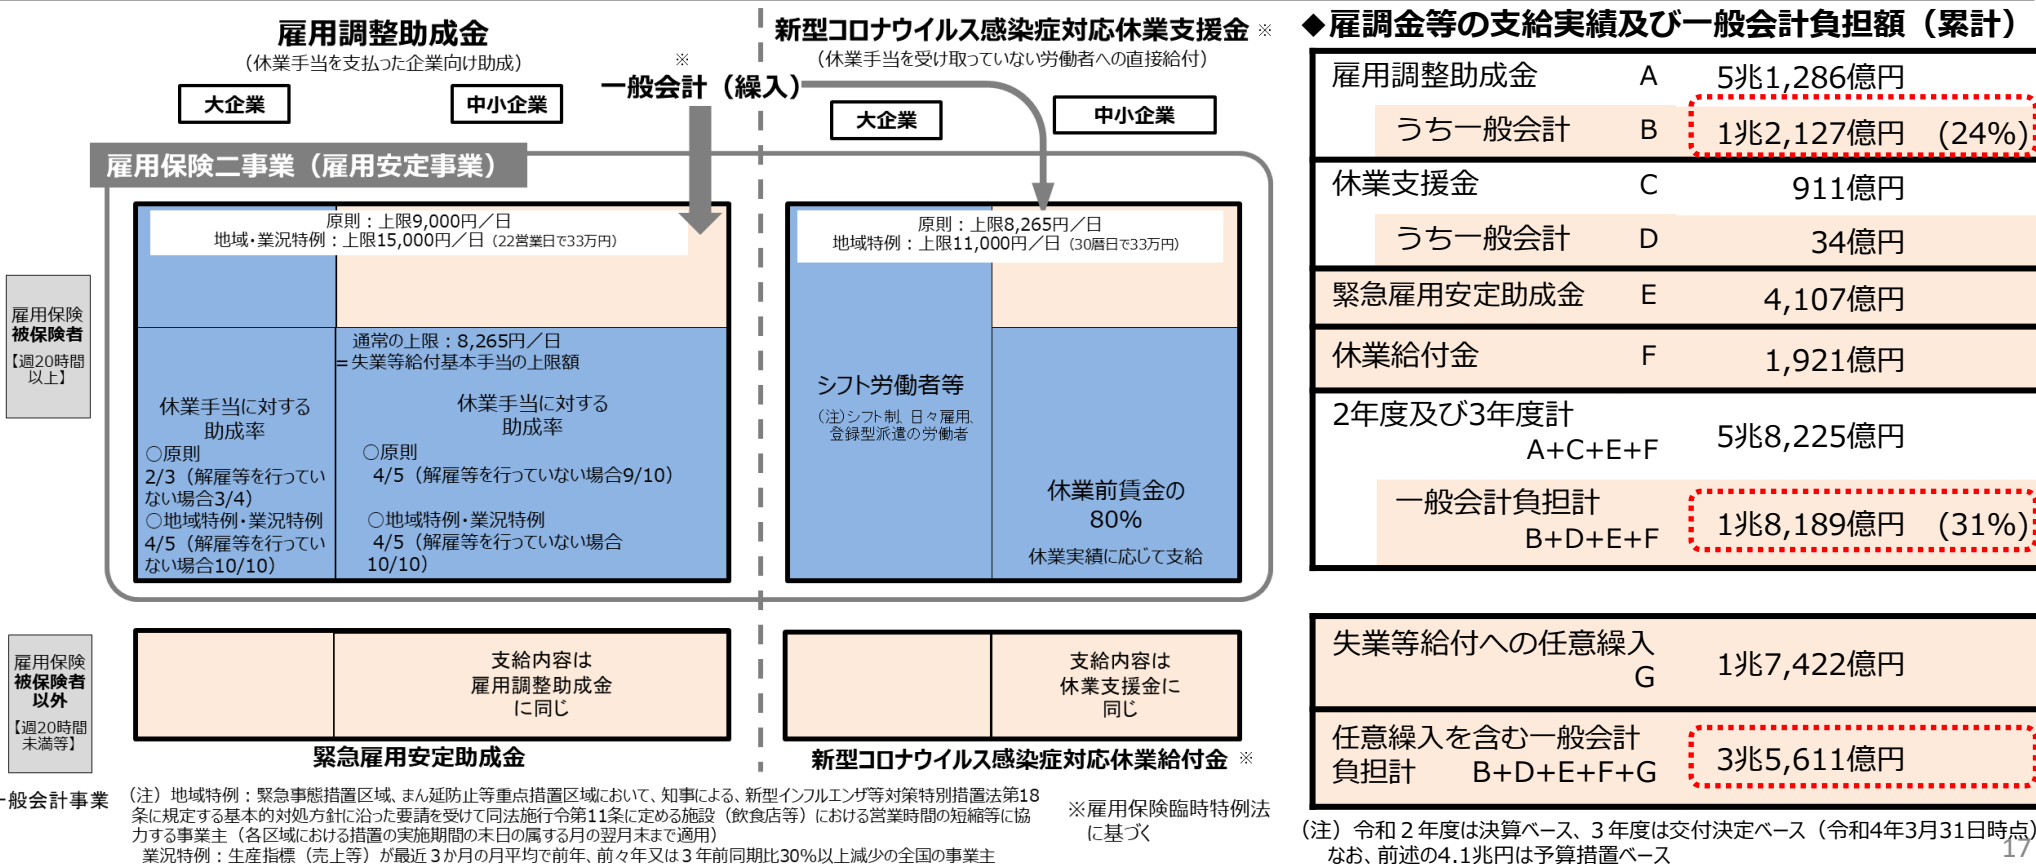 雇用調整助成金
（休業手当を支払った企業向け助成）
大企業
中小企業
※
一般会計（繰入）
新型コロナウイルス感染症対応休業支援金 ※
（休業手当を受け取っていない労働者への直接給付）
大企業
中小企業
雇用保険二事業（雇用安定事業）
雇用保険
被保険者
【週20時間
以上】
原則：上限9,000円／日
地域・業況特例：上限15,000円／日（22営業日で33万円）
通常の上限：8,265円／日
＝失業等給付基本手当の上限額
休業手当に対する
助成率
○原則
2/3（解雇等を行ってい
ない場合3/4）
○地域特例・業況特例
4/5（解雇等を行ってい
ない場合10/10）
休業手当に対する
助成率
○原則
4/5（解雇等を行っていない場合9/10）
○地域特例・業況特例
4/5（解雇等を行っていない場合
10/10）
原則：上限8,265円／日
地域特例：上限11,000円／日（30暦日で33万円）
シフト労働者等
（注）シフト制、日々雇用、
登録型派遣の労働者
休業前賃金の
80%
休業実績に応じて支給
雇用保険
被保険者
以外
【週20時間
未満等】
支給内容は
雇用調整助成金
に同じ
緊急雇用安定助成金
支給内容は
休業支援金に
同じ
新型コロナウイルス感染症対応休業給付金 ※
一般会計事業
（注）地域特例：緊急事態措置区域、まん延防止等重点措置区域において、知事による、新型インフルエンザ等対策特別措置法第18
条に規定する基本的対処方針に沿った要請を受けて同法施行令第11条に定める施設（飲食店等）における営業時間の短縮等に協
力する事業主（各区域における措置の実施期間の末日の属する月の翌月末まで適用）
業況特例：生産指標（売上等）が最近３か月の月平均で前年、前々年又は３年前同期比30%以上減少の全国の事業主
※雇用保険臨時特例法
に基づく
◆雇調金等の支給実績及び一般会計負担額（累計）
雇用調整助成金 A 5兆1,286億円
うち一般会計 B 1兆2,127億円 (24%)
休業支援金 C 911億円
うち一般会計 D 34億円
緊急雇用安定助成金 E 4,107億円
休業給付金 F 1,921億円
2年度及び3年度計
A+C+E+F 5兆8,225億円
一般会計負担計
B+D+E+F 1兆8,189億円 (31%)
失業等給付への任意繰入
G 1兆7,422億円
任意繰入を含む一般会計
負担計 B+D+E+F+G 3兆5,611億円
（注）令和２年度は決算ベース、３年度は交付決定ベース（令和4年3月31日時点）
なお、前述の4.1兆円は予算措置ベース
17